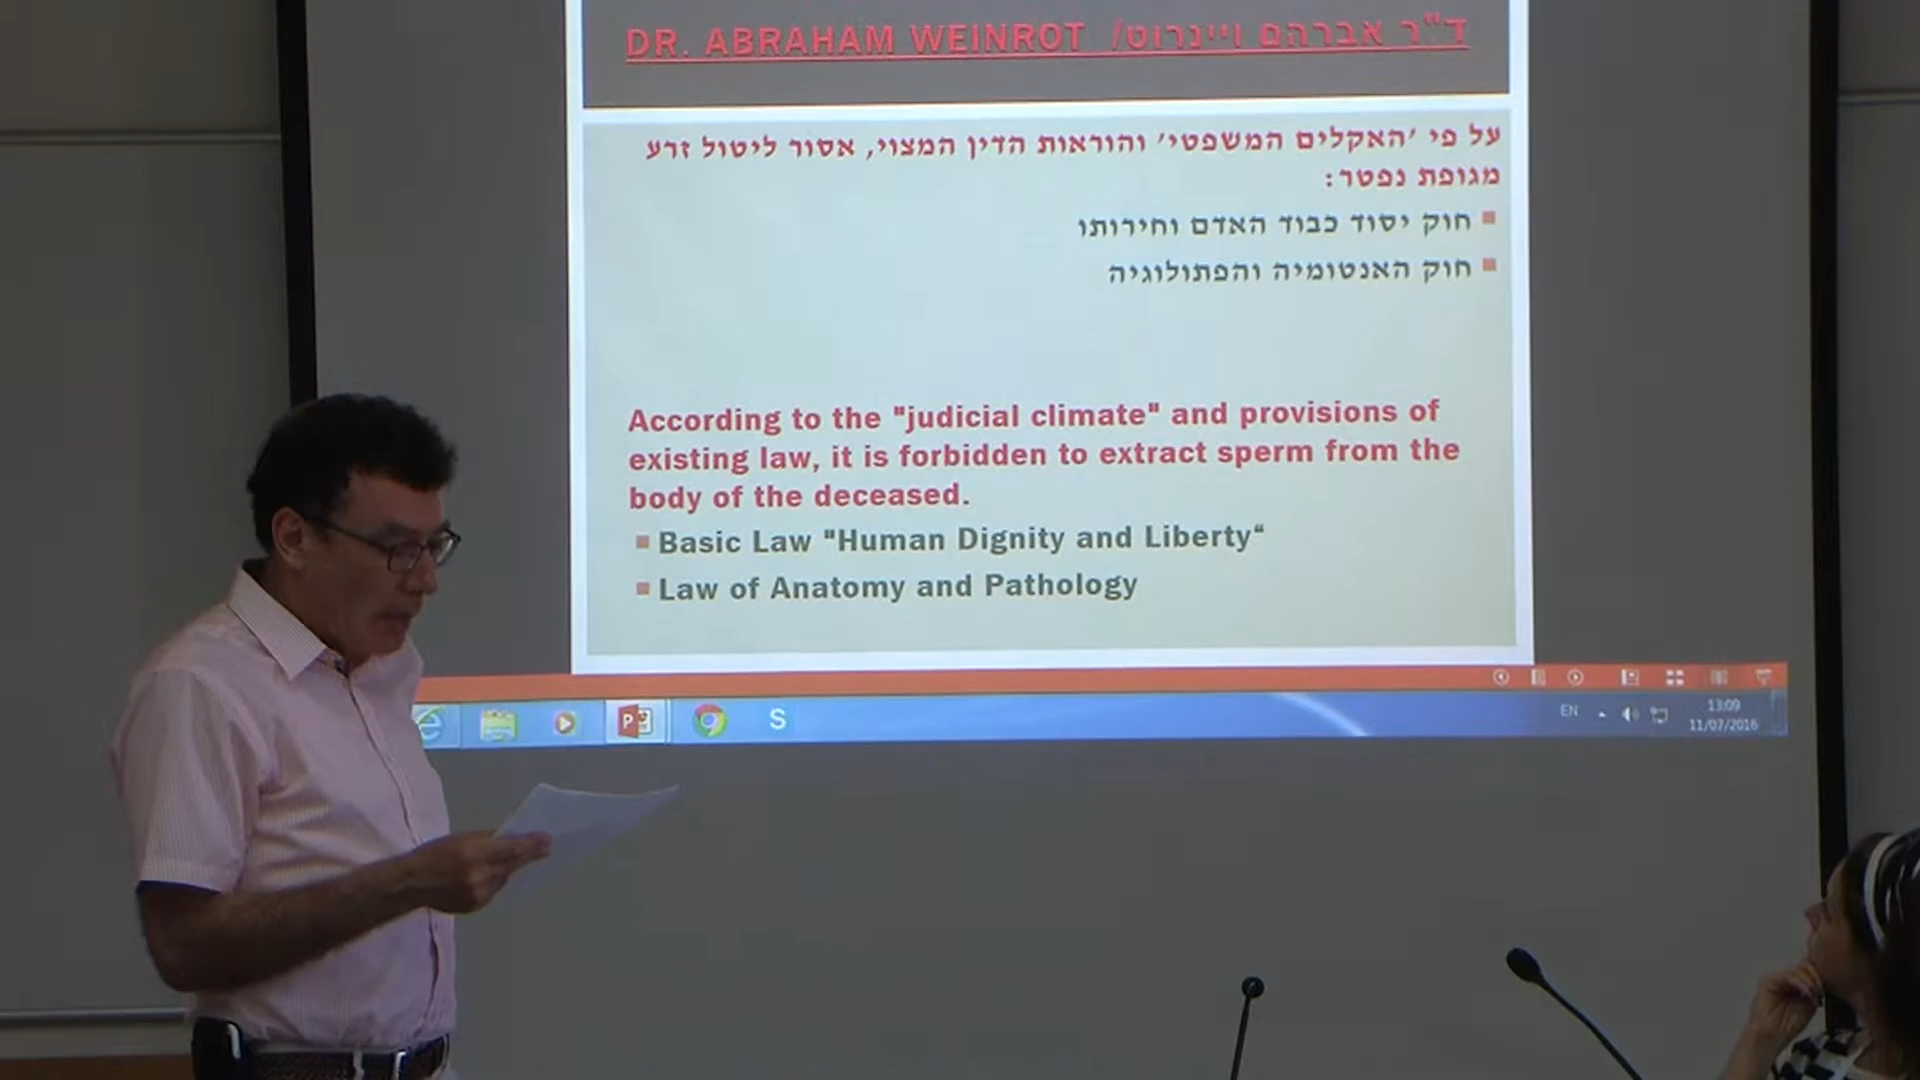 DR. ABRAHAM WEINROT / ד"ר אברהם ויינרוט
על פי 'האקלים המשפטי' והוראות הדין המצוי, אסור ליטול זרע
מגופת נפטר:
חוק יסוד כבוד האדם וחירותו
חוק האנטומיה והפתולוגיה
According to the "judicial climate" and provisions of
existing law, it is forbidden to extract sperm from the
body of the deceased.
Basic Law "Human Dignity and Liberty“
Law of Anatomy and Pathology
S
EN
13:09
11/07/2016